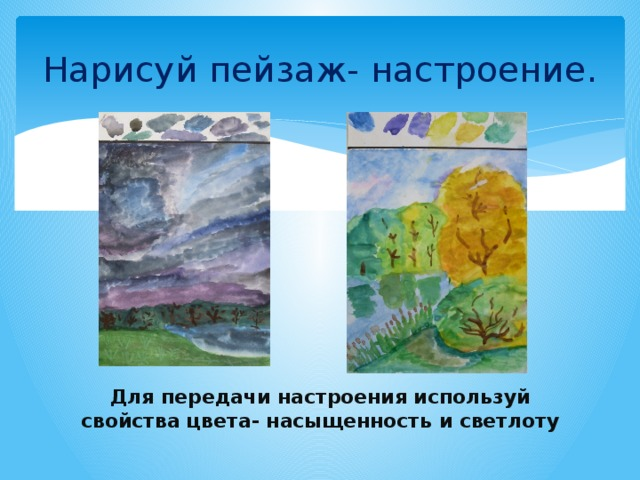 Нарисуй пейзаж- настроение.
Для передачи настроения используй
свойства цвета- насыщенность и светлоту